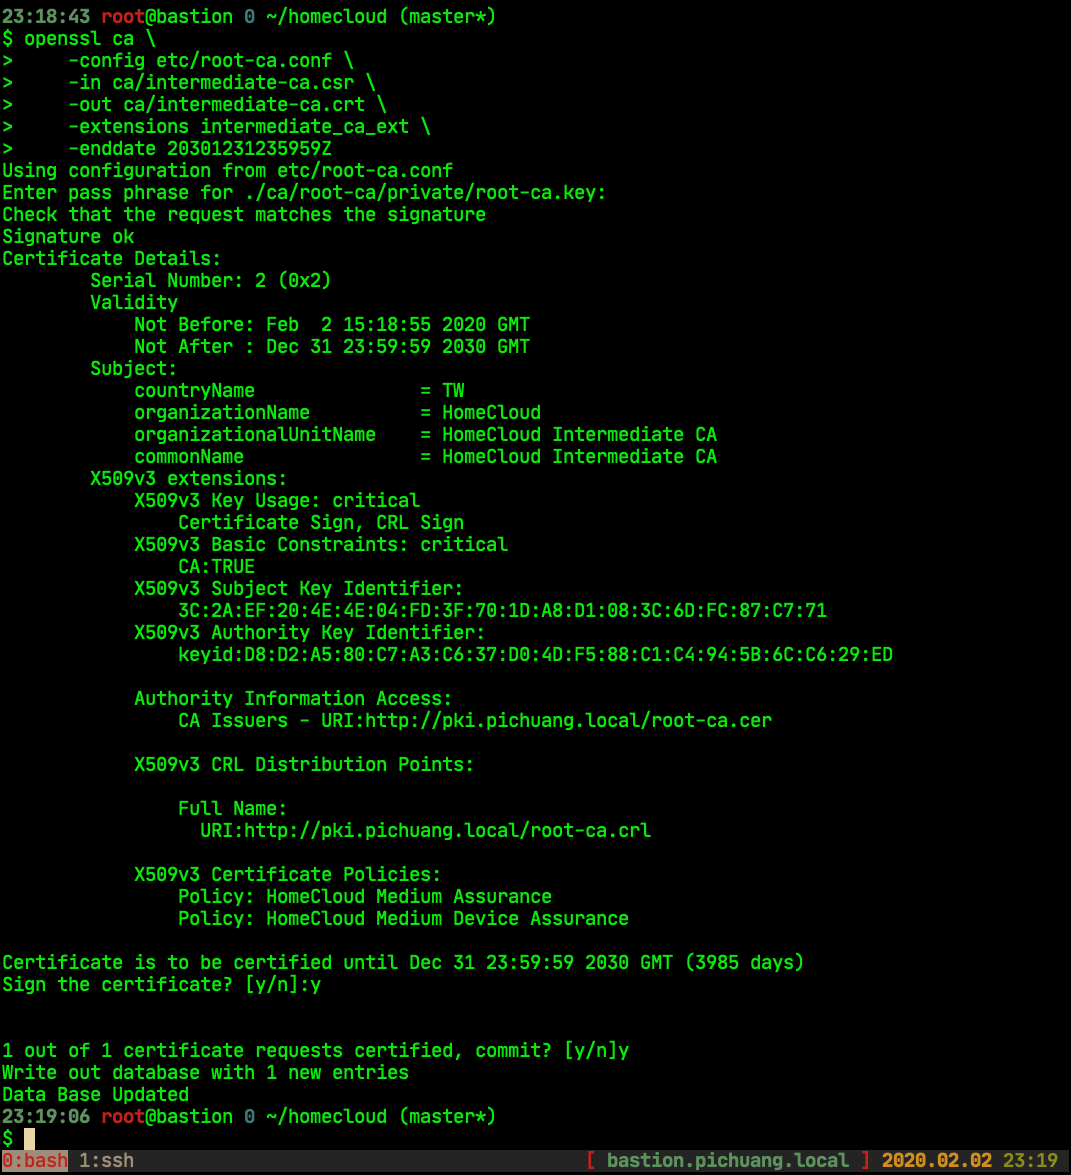 23:18:43 root@bastion 0 ~/homecloud (master*)
$ openssl ca \
>     -config etc/root-ca.conf \
>     -in ca/intermediate-ca.csr \
>     -out ca/intermediate-ca.crt \
>     -extensions intermediate_ca_ext \
>     -enddate 20301231235959Z
Using configuration from etc/root-ca.conf
Enter pass phrase for ./ca/root-ca/private/root-ca.key:
Check that the request matches the signature
Signature ok
Certificate Details:
        Serial Number: 2 (0x2)
        Validity
            Not Before: Feb  2 15:18:55 2020 GMT
            Not After : Dec 31 23:59:59 2030 GMT
        Subject:
            countryName               = TW
            organizationName          = HomeCloud
            organizationalUnitName    = HomeCloud Intermediate CA
            commonName                = HomeCloud Intermediate CA
        X509v3 extensions:
            X509v3 Key Usage: critical
                Certificate Sign, CRL Sign
            X509v3 Basic Constraints: critical
                CA:TRUE
            X509v3 Subject Key Identifier:
                3C:2A:EF:20:4E:4E:04:FD:3F:70:1D:A8:D1:08:3C:6D:FC:87:C7:71
            X509v3 Authority Key Identifier:
                keyid:D8:D2:A5:80:C7:A3:C6:37:D0:4D:F5:88:C1:C4:94:5B:6C:C6:29:ED

            Authority Information Access:
                CA Issuers - URI:http://pki.pichuang.local/root-ca.cer

            X509v3 CRL Distribution Points:

                Full Name:
                  URI:http://pki.pichuang.local/root-ca.crl

            X509v3 Certificate Policies:
                Policy: HomeCloud Medium Assurance
                Policy: HomeCloud Medium Device Assurance

Certificate is to be certified until Dec 31 23:59:59 2030 GMT (3985 days)
Sign the certificate? [y/n]:y


1 out of 1 certificate requests certified, commit? [y/n]y
Write out database with 1 new entries
Data Base Updated
23:19:06 root@bastion 0 ~/homecloud (master*)
$
0:bash 1:ssh [ bastion.pichuang.local ] 2020.02.02 23:19